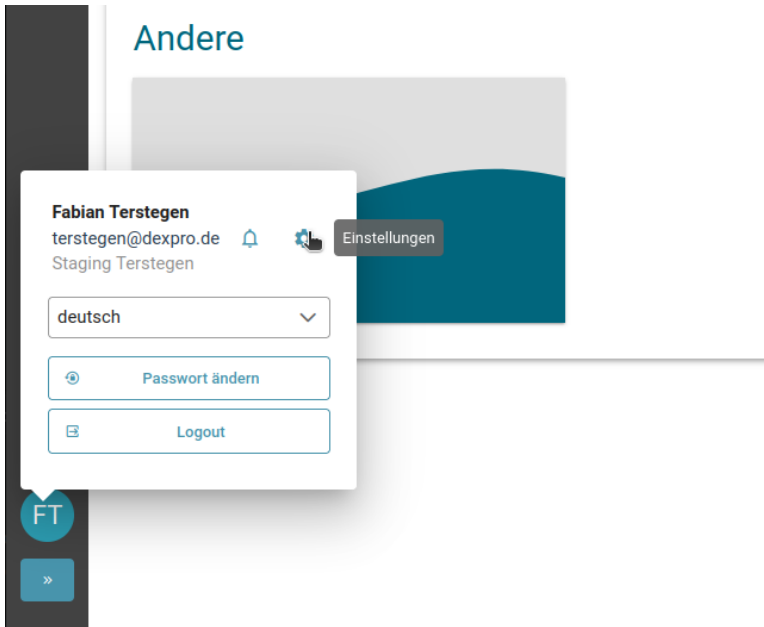 Andere
Fabian Terstegen
terstegen@dexpro.de
Einstellungen
Staging Terstegen
deutsch
Passwort ändern
Logout
FT
»